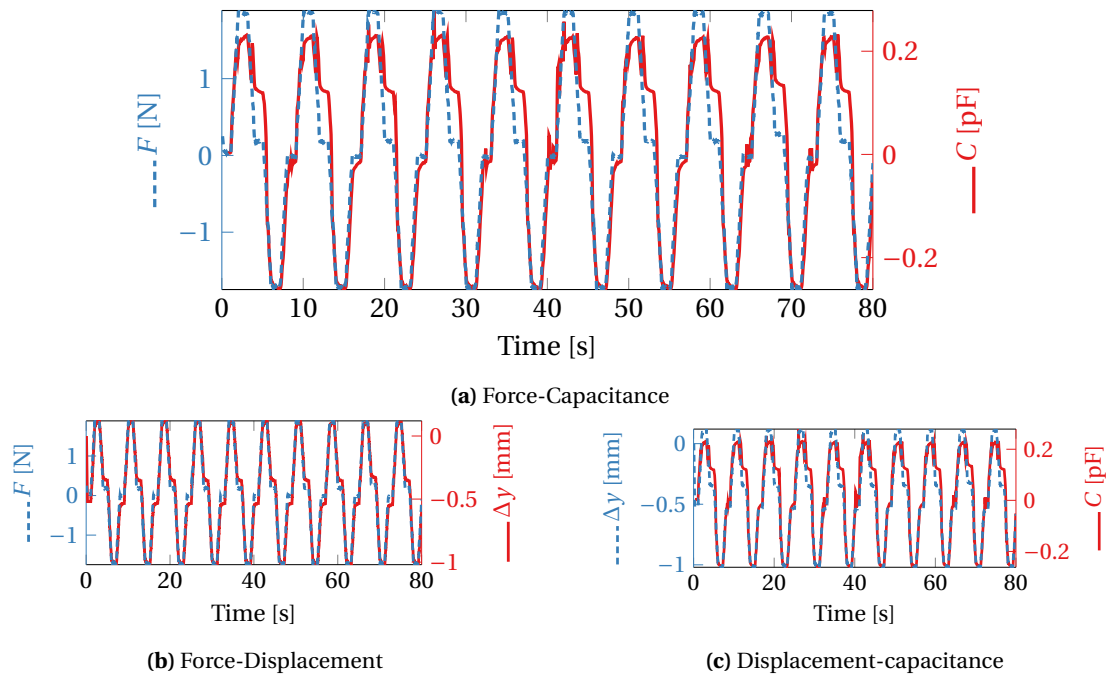 1
0
−1
F [N]
0.2
0
−0.2
C [pF]
0 10 20 30 40 50 60 70 80
Time [s]
(a) Force-Capacitance
1
0
−1
F [N]
0
−0.5
−1
Δy [mm]
0 20 40 60 80
Time [s]
(b) Force-Displacement
0
−0.5
−1
Δy [mm]
0.2
0
−0.2
C [pF]
0 20 40 60 80
Time [s]
(c) Displacement-capacitance